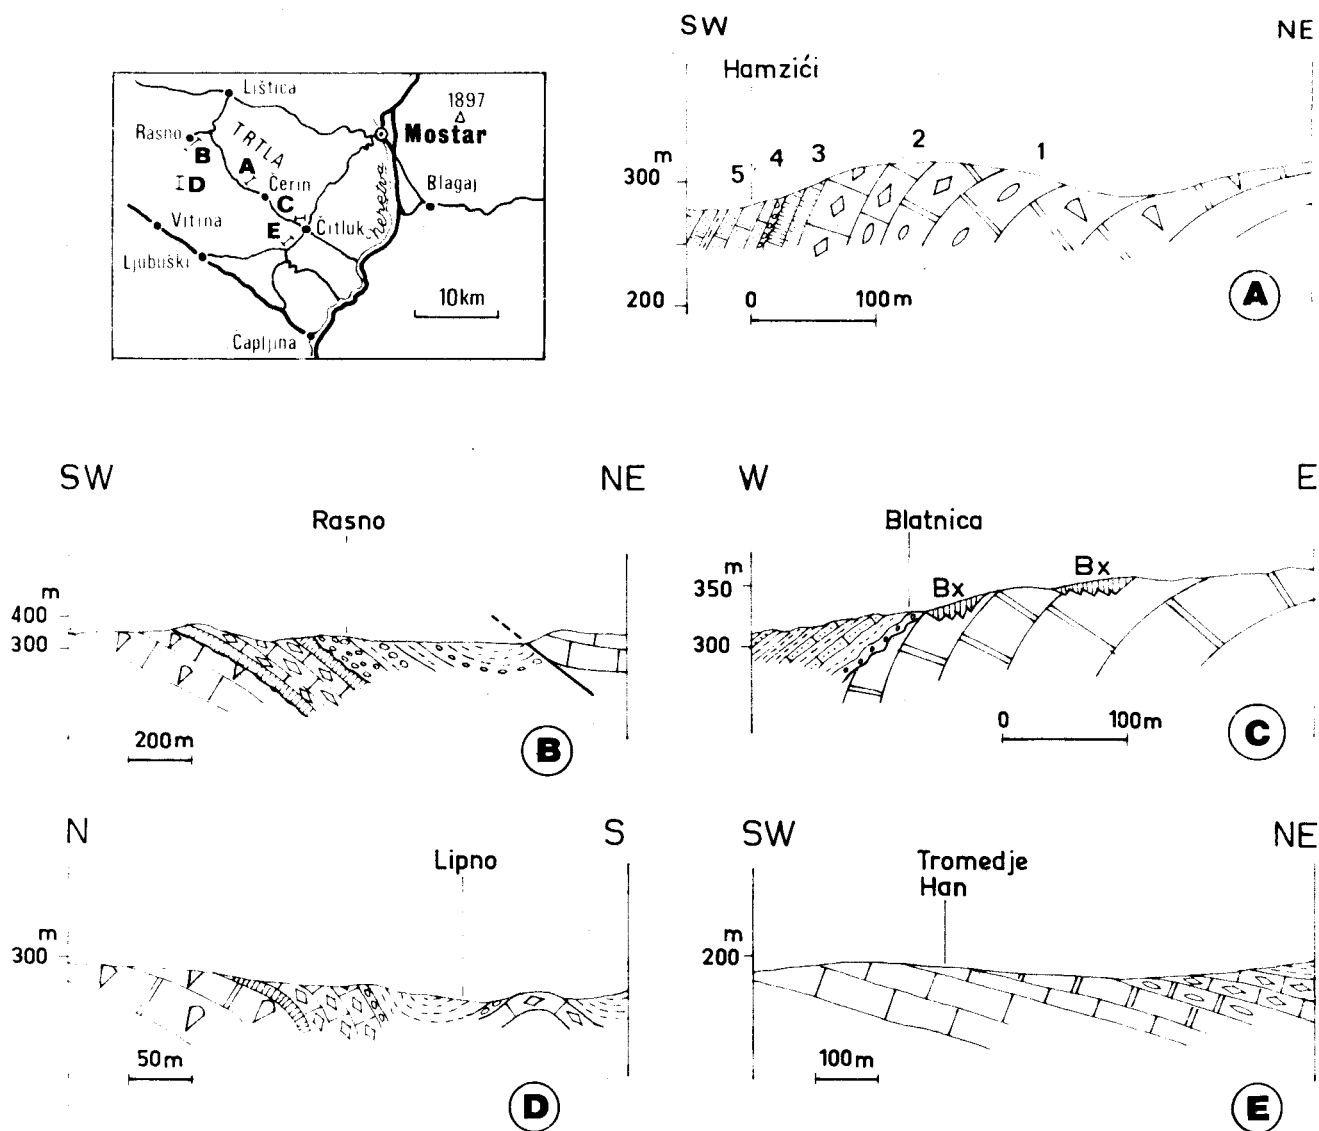 Lištica
1897
Rasno
Mostar
TRTLA
B
A
D
Čerin
Blagaj
C
Vitina
E
Čitluk
Neretva
Ljubuški
10km
Čapljina
SW NE
Hamzići
m
300
200
5 4 3 2 1
0 100m
A
SW NE
Rasno
m
400
300
200m
B
W E
Blatnica
m
350
300
Bx Bx
0 100m
C
N S
Lipno
m
300
50m
D
SW NE
Tromedje
Han
m
200
100m
E